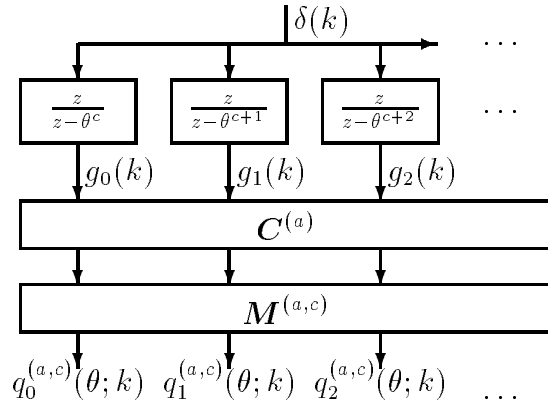 δ(k)
...
z/(z−θ^c) z/(z−θ^{c+1}) z/(z−θ^{c+2}) ...
g_0(k) g_1(k) g_2(k)
C^{(a)}
M^{(a,c)}
q_0^{(a,c)}(θ;k) q_1^{(a,c)}(θ;k) q_2^{(a,c)}(θ;k) ...